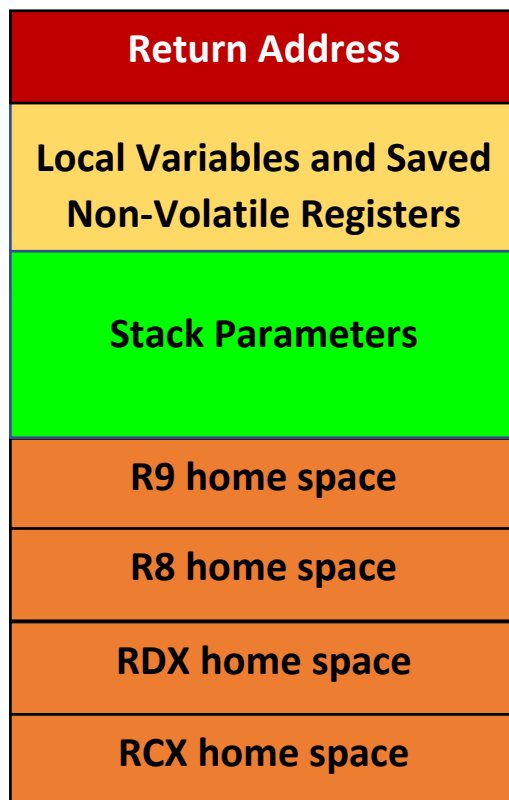 Return Address
Local Variables and Saved
Non-Volatile Registers
Stack Parameters
R9 home space
R8 home space
RDX home space
RCX home space